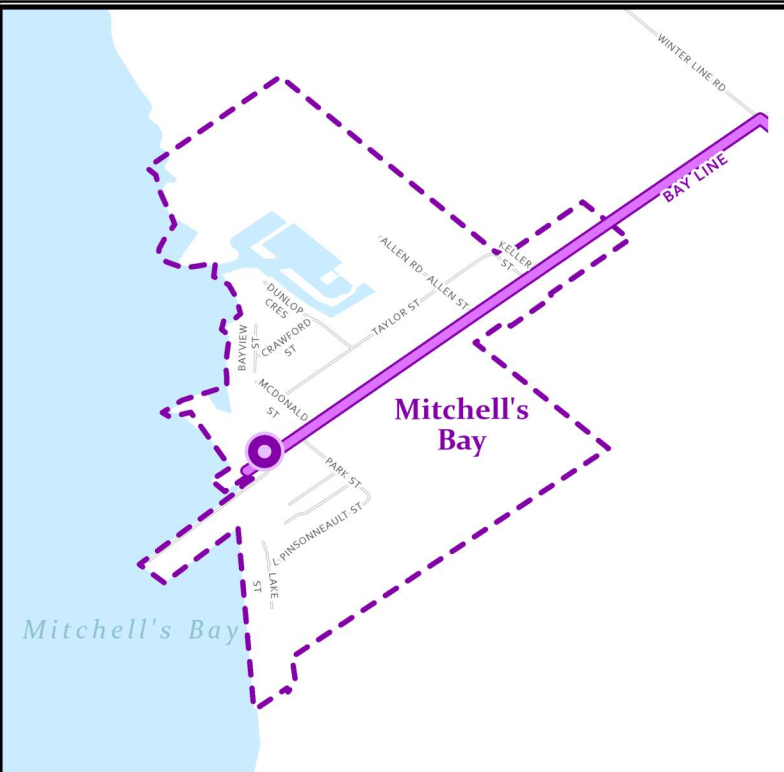 WINTER LINE RD
BAY LINE
KELLER
ST
ALLEN RD
ALLEN ST
DUNLOP
CRES
TAYLOR ST
CRAWFORD
ST
BAYVIEW
ST
MCDONALD
ST
Mitchell's
Bay
PARK ST
L PINSONNEAULT ST
LAKE
ST
Mitchell's Bay